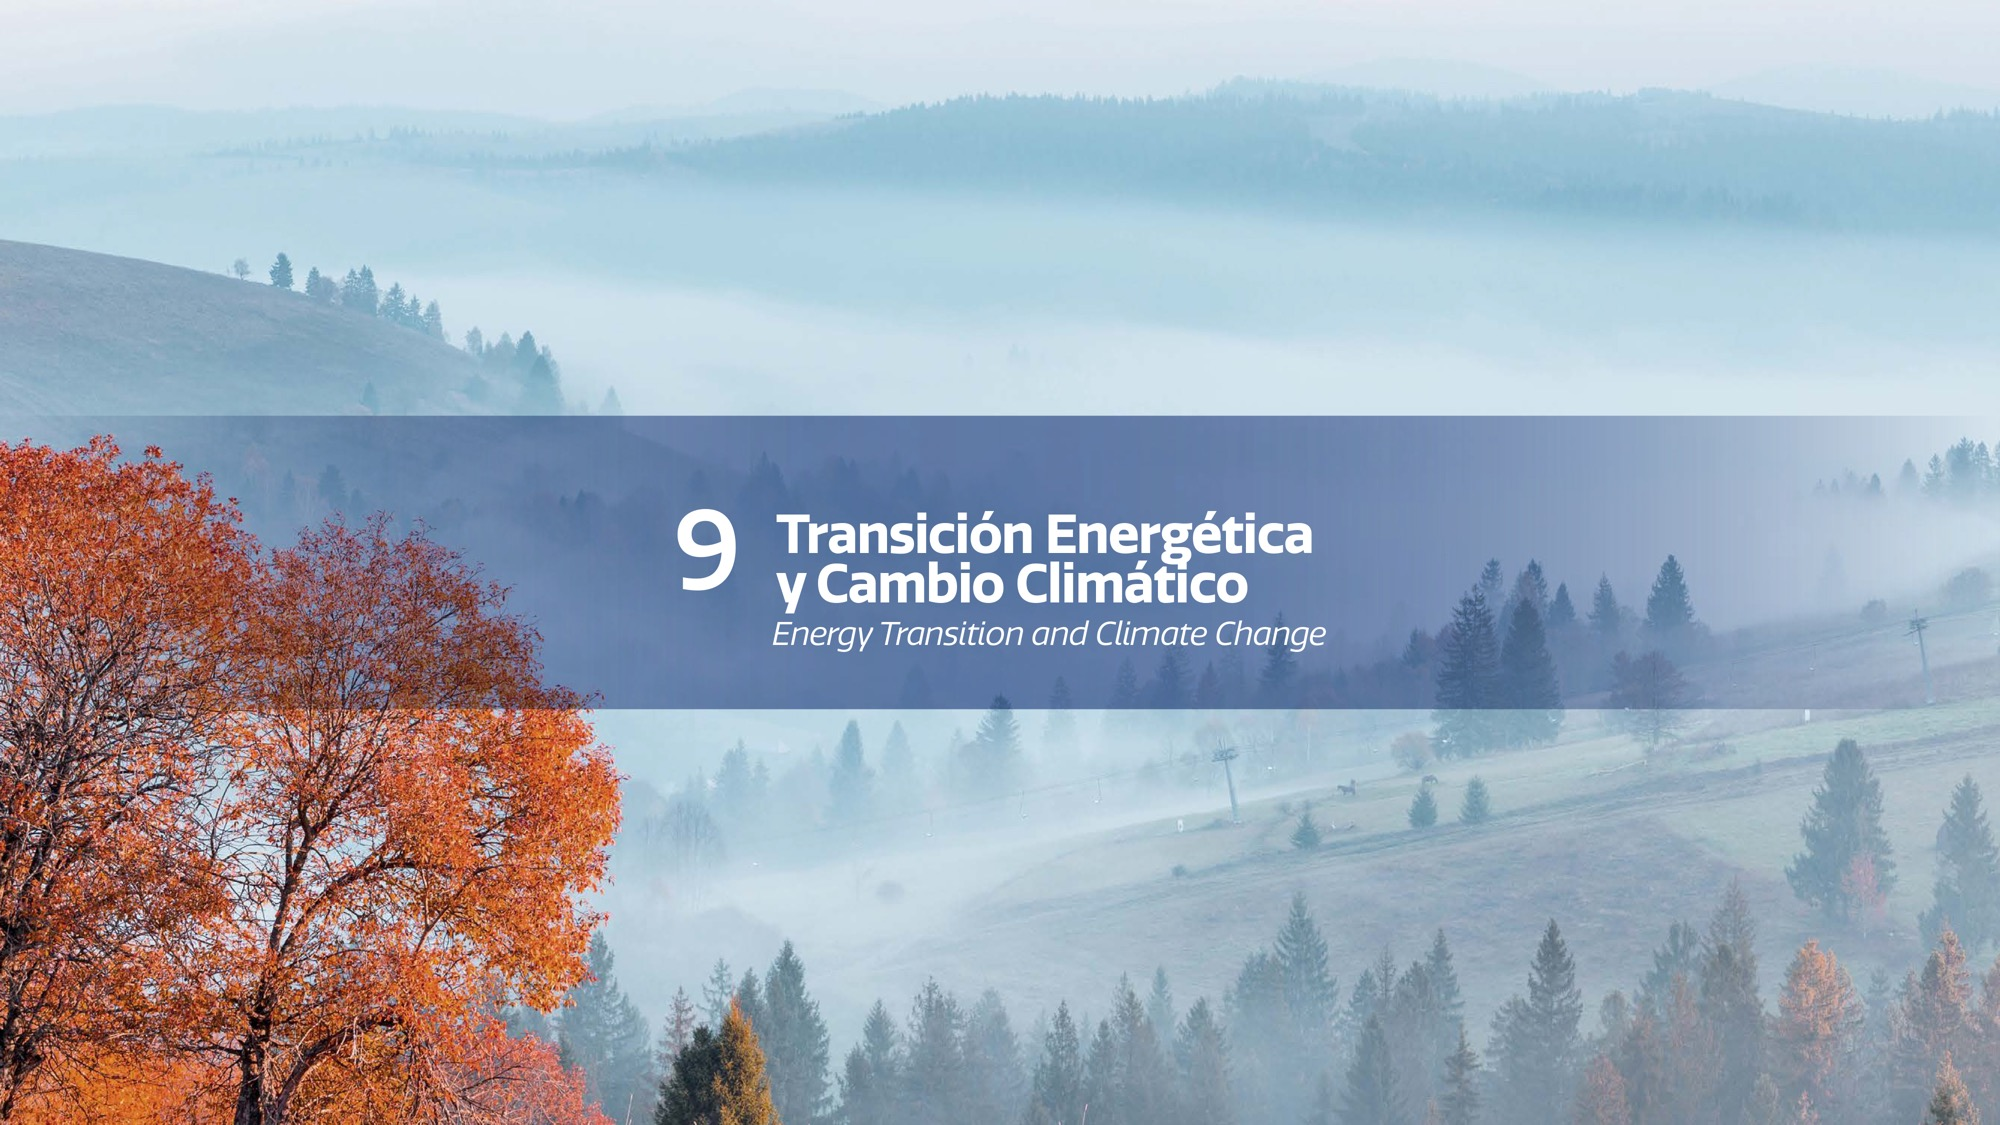 9
Transición Energética
y Cambio Climático
Energy Transition and Climate Change